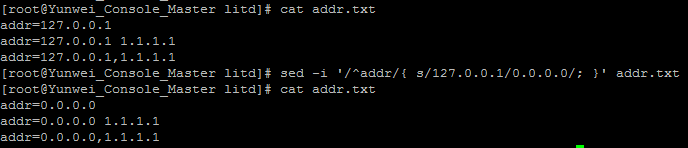 [root@Yunwei_Console_Master litd]# cat addr.txt
addr=127.0.0.1
addr=127.0.0.1 1.1.1.1
addr=127.0.0.1,1.1.1.1
[root@Yunwei_Console_Master litd]# sed -i '/^addr/{ s/127.0.0.1/0.0.0.0/; }' addr.txt
[root@Yunwei_Console_Master litd]# cat addr.txt
addr=0.0.0.0
addr=0.0.0.0 1.1.1.1
addr=0.0.0.0,1.1.1.1